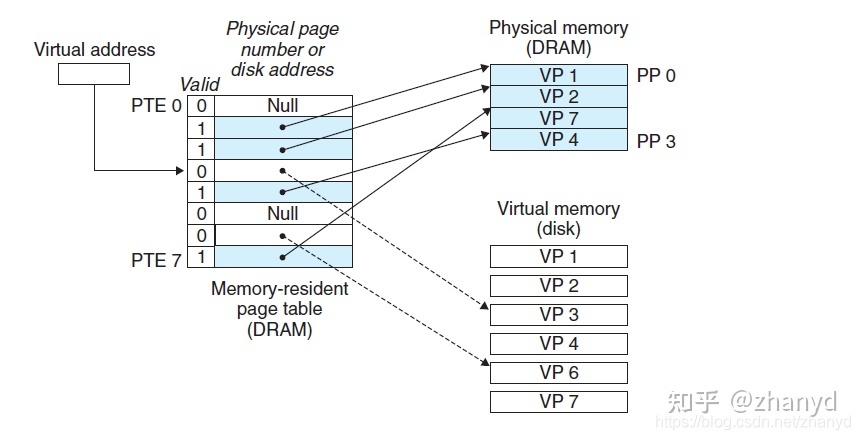 Virtual address
Physical page
number or
disk address
Valid
PTE 0
0
Null
1
1
0
1
0
Null
0
PTE 7
1
Memory-resident
page table
(DRAM)
Physical memory
(DRAM)
VP 1
PP 0
VP 2
VP 7
VP 4
PP 3
Virtual memory
(disk)
VP 1
VP 2
VP 3
VP 4
VP 6
VP 7
知乎 @zhanyd
https://blog.csdn.net/zhanyd